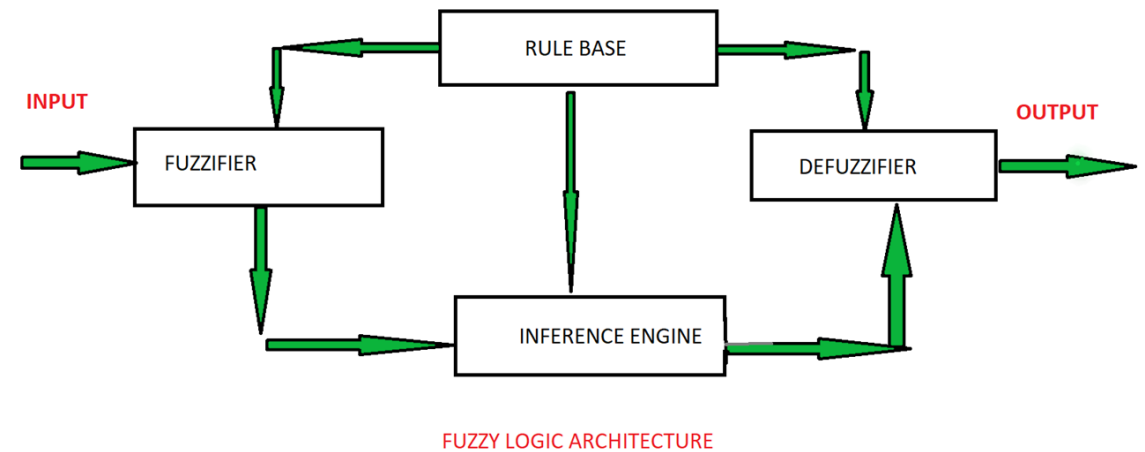 RULE BASE
INPUT
OUTPUT
FUZZIFIER
DEFUZZIFIER
INFERENCE ENGINE
FUZZY LOGIC ARCHITECTURE